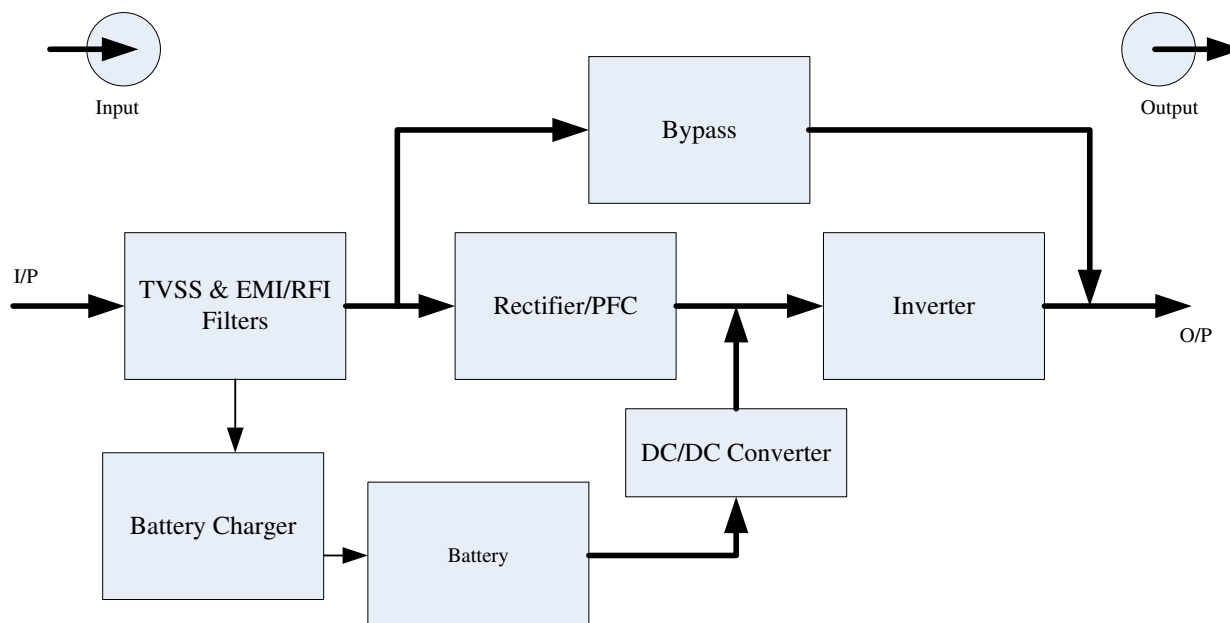 Input
Output
Bypass
I/P
TVSS & EMI/RFI
Filters
Rectifier/PFC
Inverter
O/P
DC/DC Converter
Battery Charger
Battery